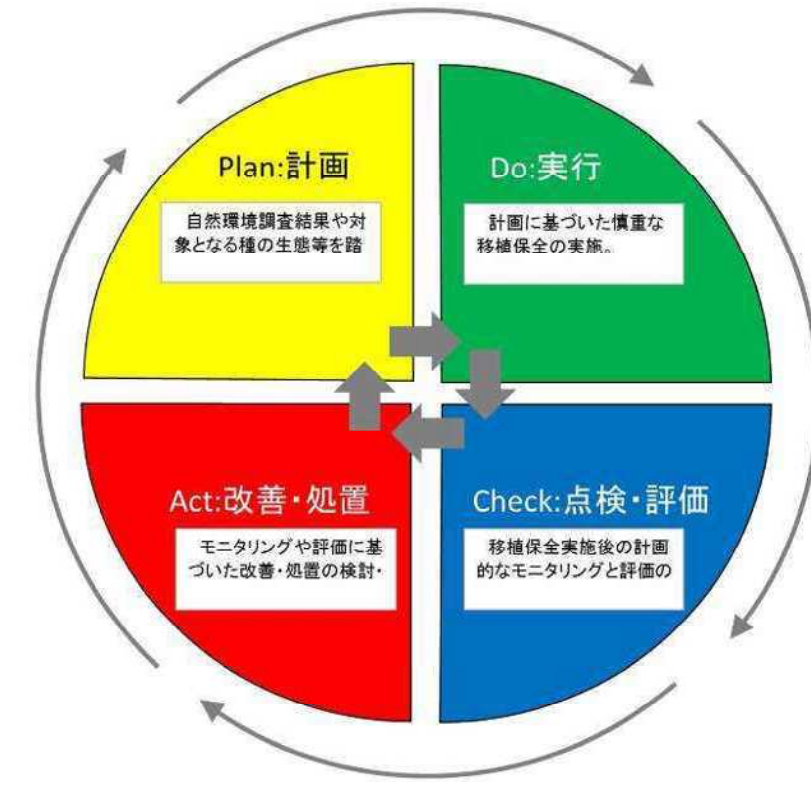 Plan:計画
自然環境調査結果や対
象となる種の生態等を踏
Do:実行
計画に基づいた慎重な
移植保全の実施。
Check:点検・評価
移植保全実施後の計画
的なモニタリングと評価の
Act:改善・処置
モニタリングや評価に基
づいた改善・処置の検討・